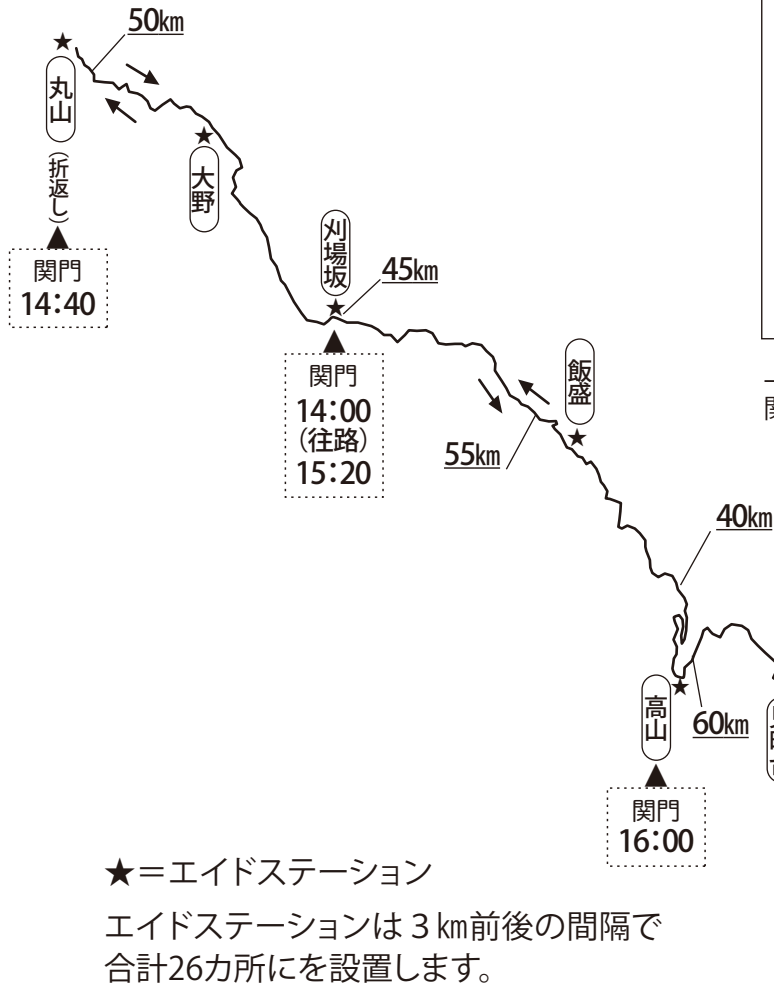 50km
丸山
(折返し)
関門
14:40
大野
刈場坂
45km
関門
14:00
(往路)
15:20
飯盛
55km
40km
高山
60km
関門
16:00
★=エイドステーション
エイドステーションは3km前後の間隔で
合計26カ所にを設置します。